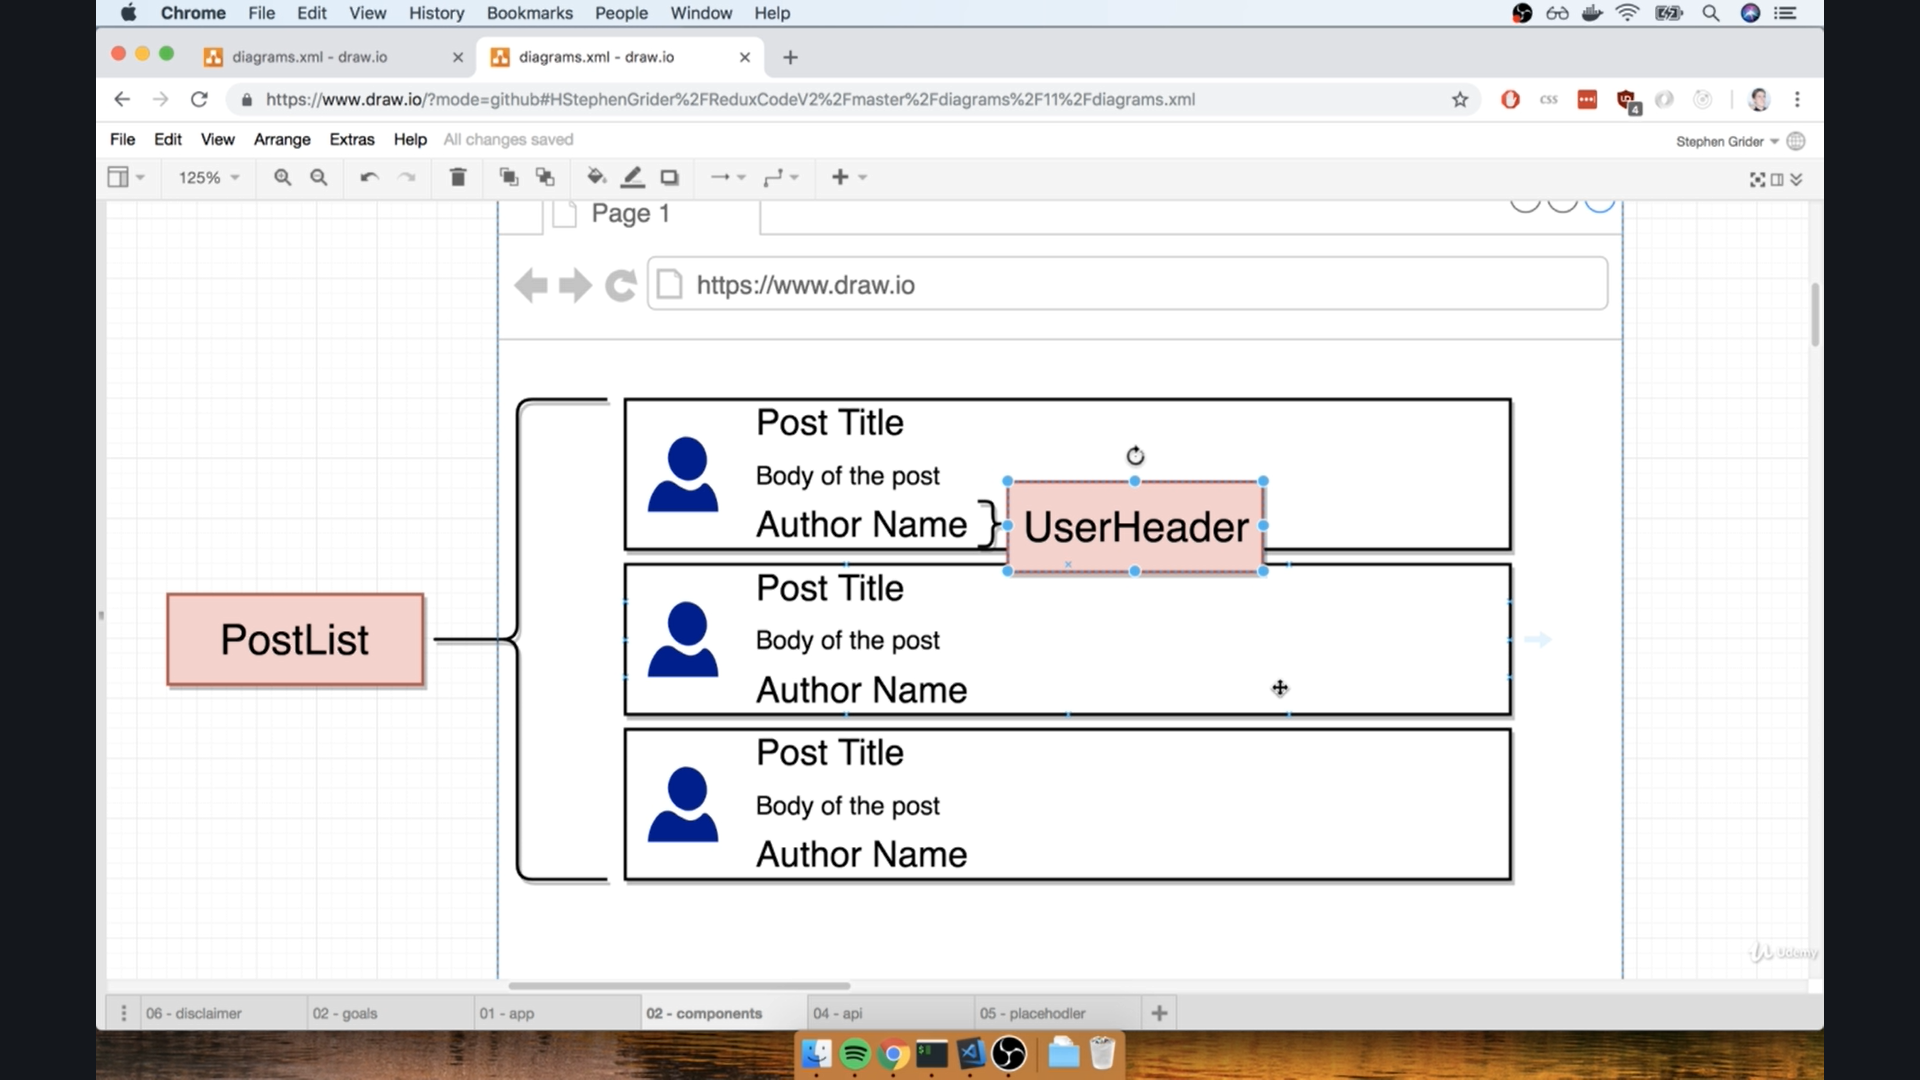 Chrome File Edit View History Bookmarks People Window Help
diagrams.xml - draw.io
diagrams.xml - draw.io
https://www.draw.io/?mode=github#HStephenGrider%2FReduxCodeV2%2Fmaster%2Fdiagrams%2F11%2Fdiagrams.xml
CSS
4
File Edit View Arrange Extras Help All changes saved
Stephen Grider
125%
Page 1
https://www.draw.io
Post Title
Body of the post
Author Name
UserHeader
PostList
Post Title
Body of the post
Author Name
Post Title
Body of the post
Author Name
Udemy
06 - disclaimer
02 - goals
01 - app
02 - components
04 - api
05 - placehodler